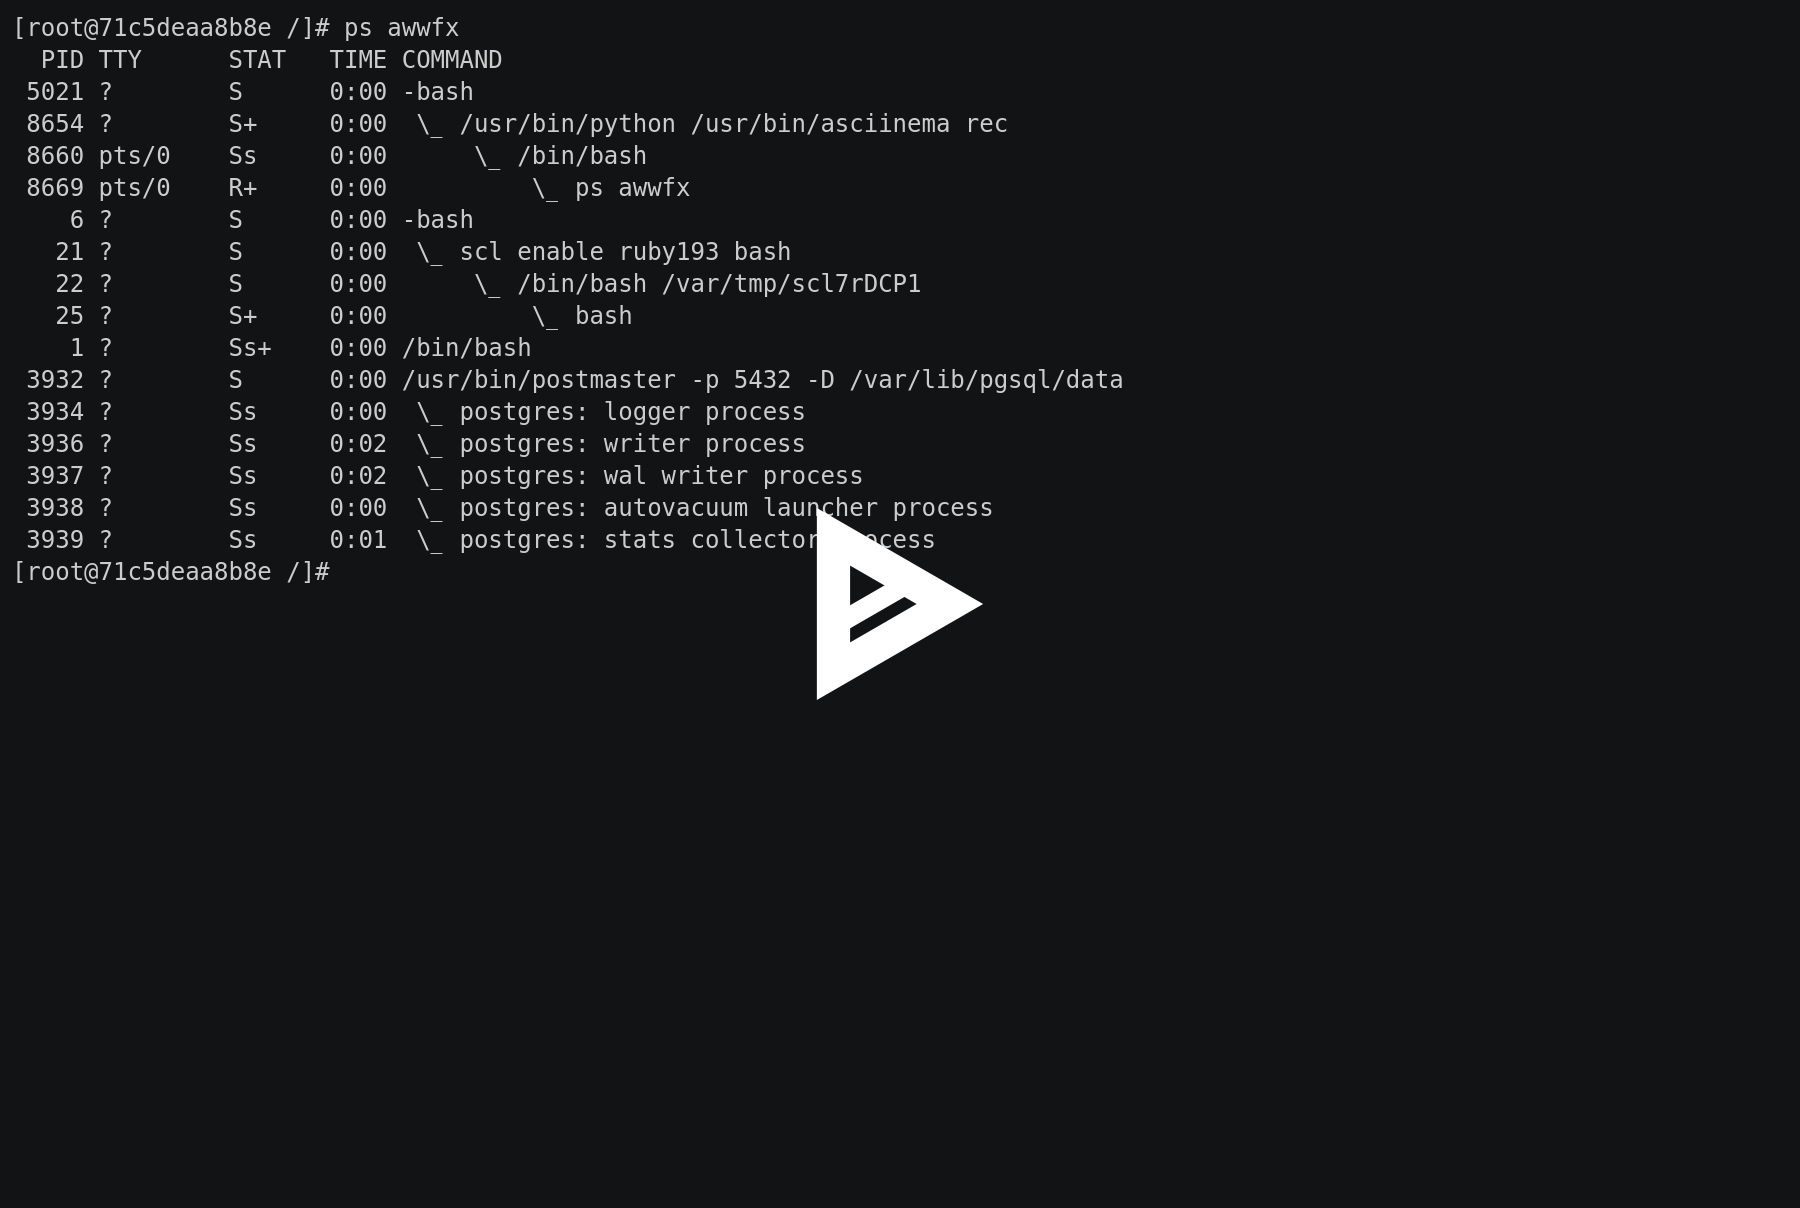 [root@71c5deaa8b8e /]# ps awwfx
  PID TTY      STAT   TIME COMMAND
 5021 ?        S      0:00 -bash
 8654 ?        S+     0:00  \_ /usr/bin/python /usr/bin/asciinema rec
 8660 pts/0    Ss     0:00      \_ /bin/bash
 8669 pts/0    R+     0:00          \_ ps awwfx
    6 ?        S      0:00 -bash
   21 ?        S      0:00  \_ scl enable ruby193 bash
   22 ?        S      0:00      \_ /bin/bash /var/tmp/scl7rDCP1
   25 ?        S+     0:00          \_ bash
    1 ?        Ss+    0:00 /bin/bash
 3932 ?        S      0:00 /usr/bin/postmaster -p 5432 -D /var/lib/pgsql/data
 3934 ?        Ss     0:00  \_ postgres: logger process
 3936 ?        Ss     0:02  \_ postgres: writer process
 3937 ?        Ss     0:02  \_ postgres: wal writer process
 3938 ?        Ss     0:00  \_ postgres: autovacuum launcher process
 3939 ?        Ss     0:01  \_ postgres: stats collector
[root@71c5deaa8b8e /]#